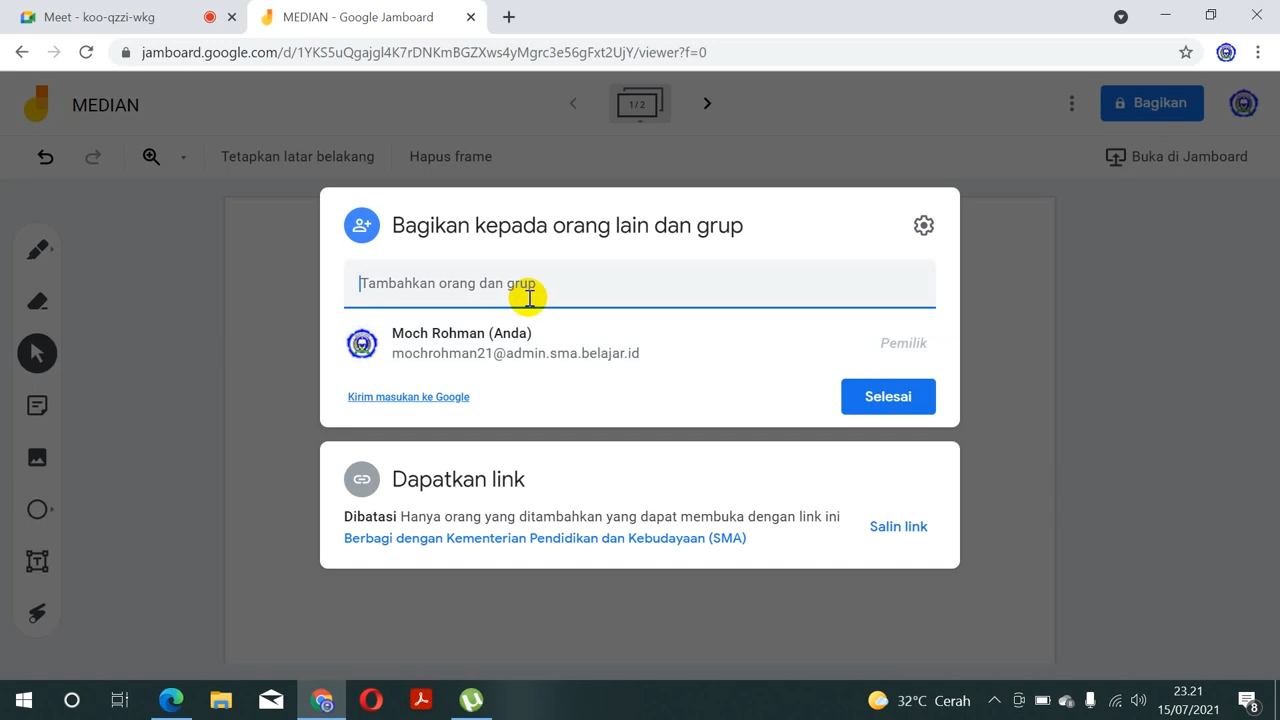 Meet - koo-qzzi-wkg
MEDIAN - Google Jamboard
jamboard.google.com/d/1YKS5uQgajgl4K7rDNKmBGZXws4yMgrc3e56gFxt2UjY/viewer?f=0
MEDIAN
1/2
Bagikan
Tetapkan latar belakang
Hapus frame
Buka di Jamboard
Bagikan kepada orang lain dan grup
Tambahkan orang dan grup
Moch Rohman (Anda)
mochrohman21@admin.sma.belajar.id
Pemilik
Kirim masukan ke Google
Selesai
Dapatkan link
Dibatasi Hanya orang yang ditambahkan yang dapat membuka dengan link ini
Berbagi dengan Kementerian Pendidikan dan Kebudayaan (SMA)
Salin link
32°C Cerah
23.21
15/07/2021
8